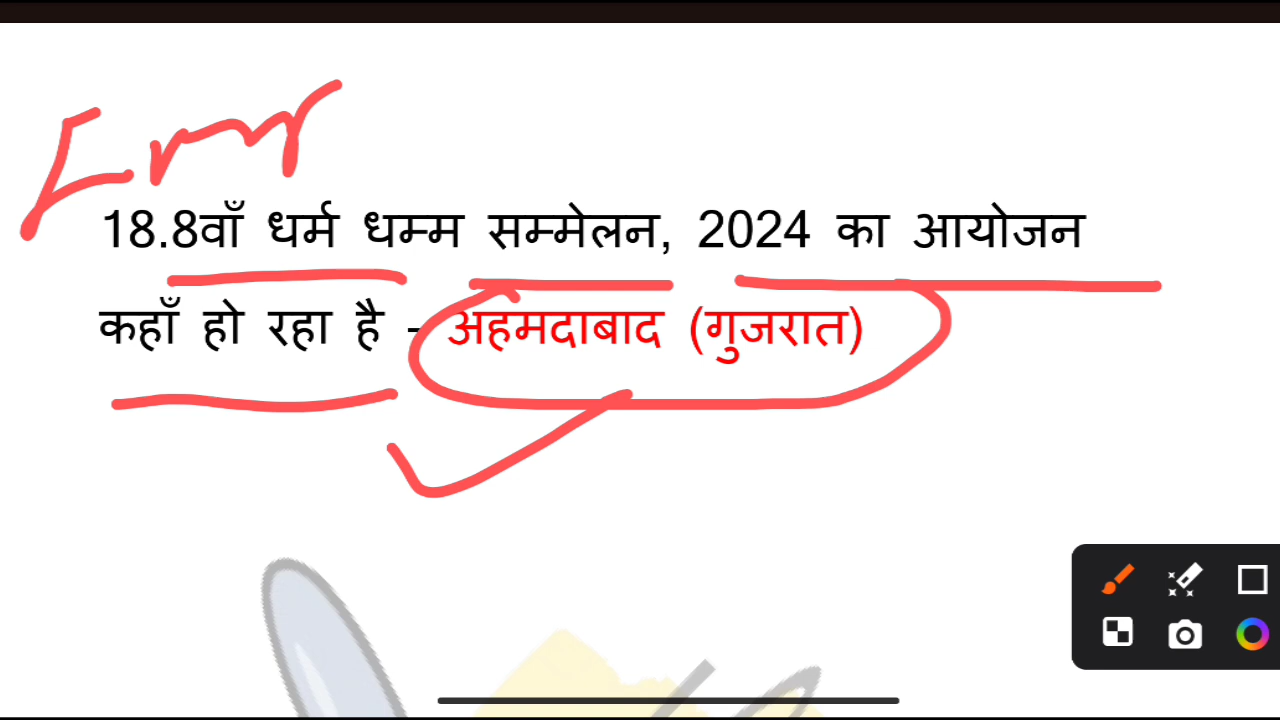 Error
18.8वाँ धर्म धम्म सम्मेलन, 2024 का आयोजन
कहाँ हो रहा है - अहमदाबाद (गुजरात)